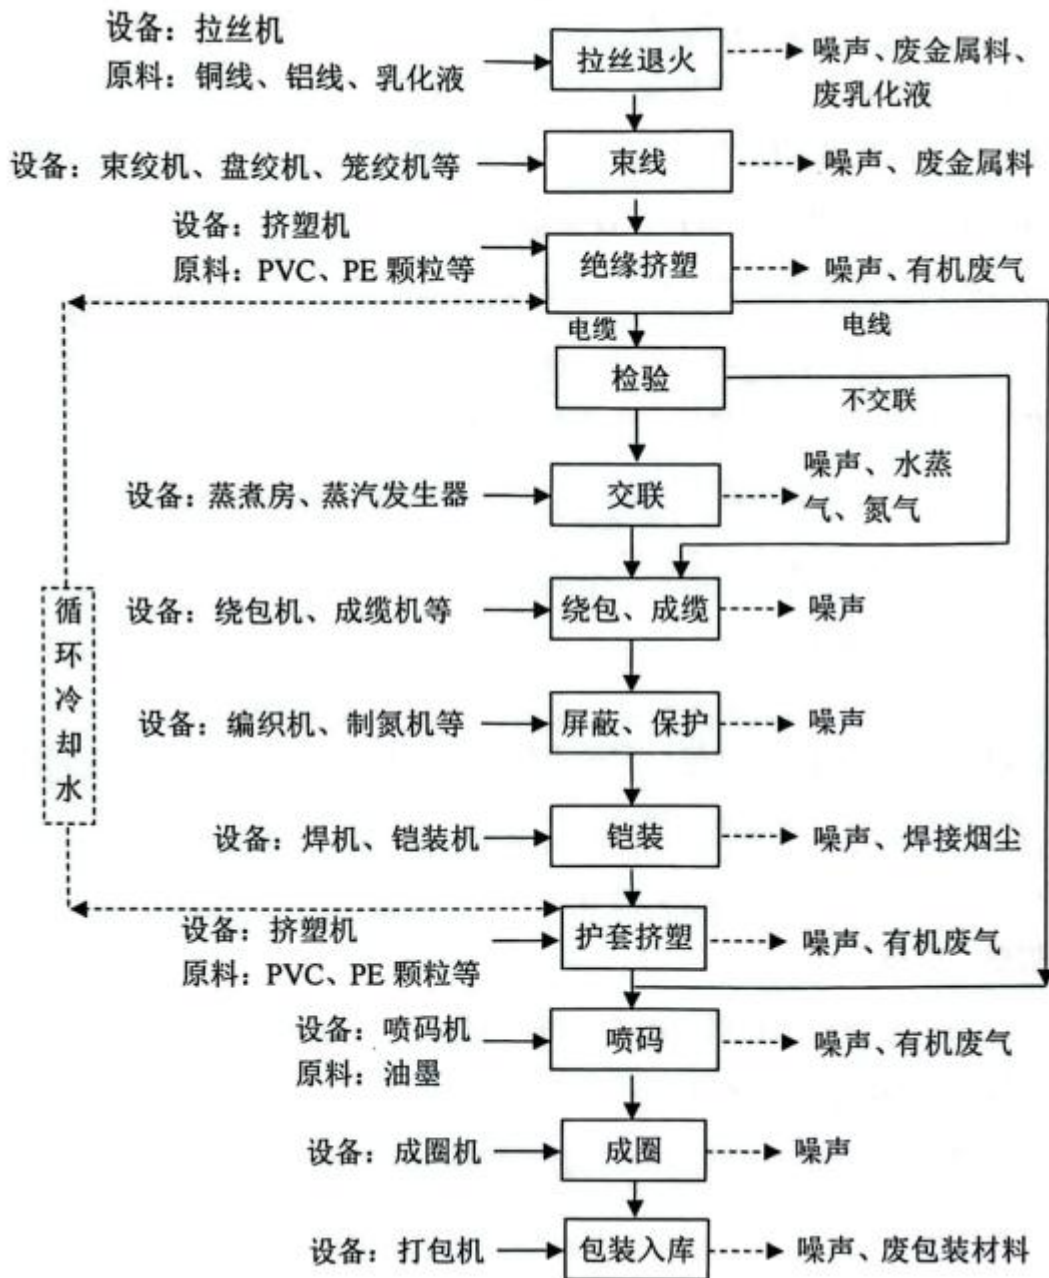 设备：拉丝机
原料：铜线、铝线、乳化液
拉丝退火
噪声、废金属料、
废乳化液
设备：束绞机、盘绞机、笼绞机等
束线
噪声、废金属料
设备：挤塑机
原料：PVC、PE 颗粒等
绝缘挤塑
噪声、有机废气
电缆
电线
检验
不交联
设备：蒸煮房、蒸汽发生器
交联
噪声、水蒸
气、氮气
循环冷却水
设备：绕包机、成缆机等
绕包、成缆
噪声
设备：编织机、制氮机等
屏蔽、保护
噪声
设备：焊机、铠装机
铠装
噪声、焊接烟尘
设备：挤塑机
原料：PVC、PE 颗粒等
护套挤塑
噪声、有机废气
设备：喷码机
原料：油墨
喷码
噪声、有机废气
设备：成圈机
成圈
噪声
设备：打包机
包装入库
噪声、废包装材料